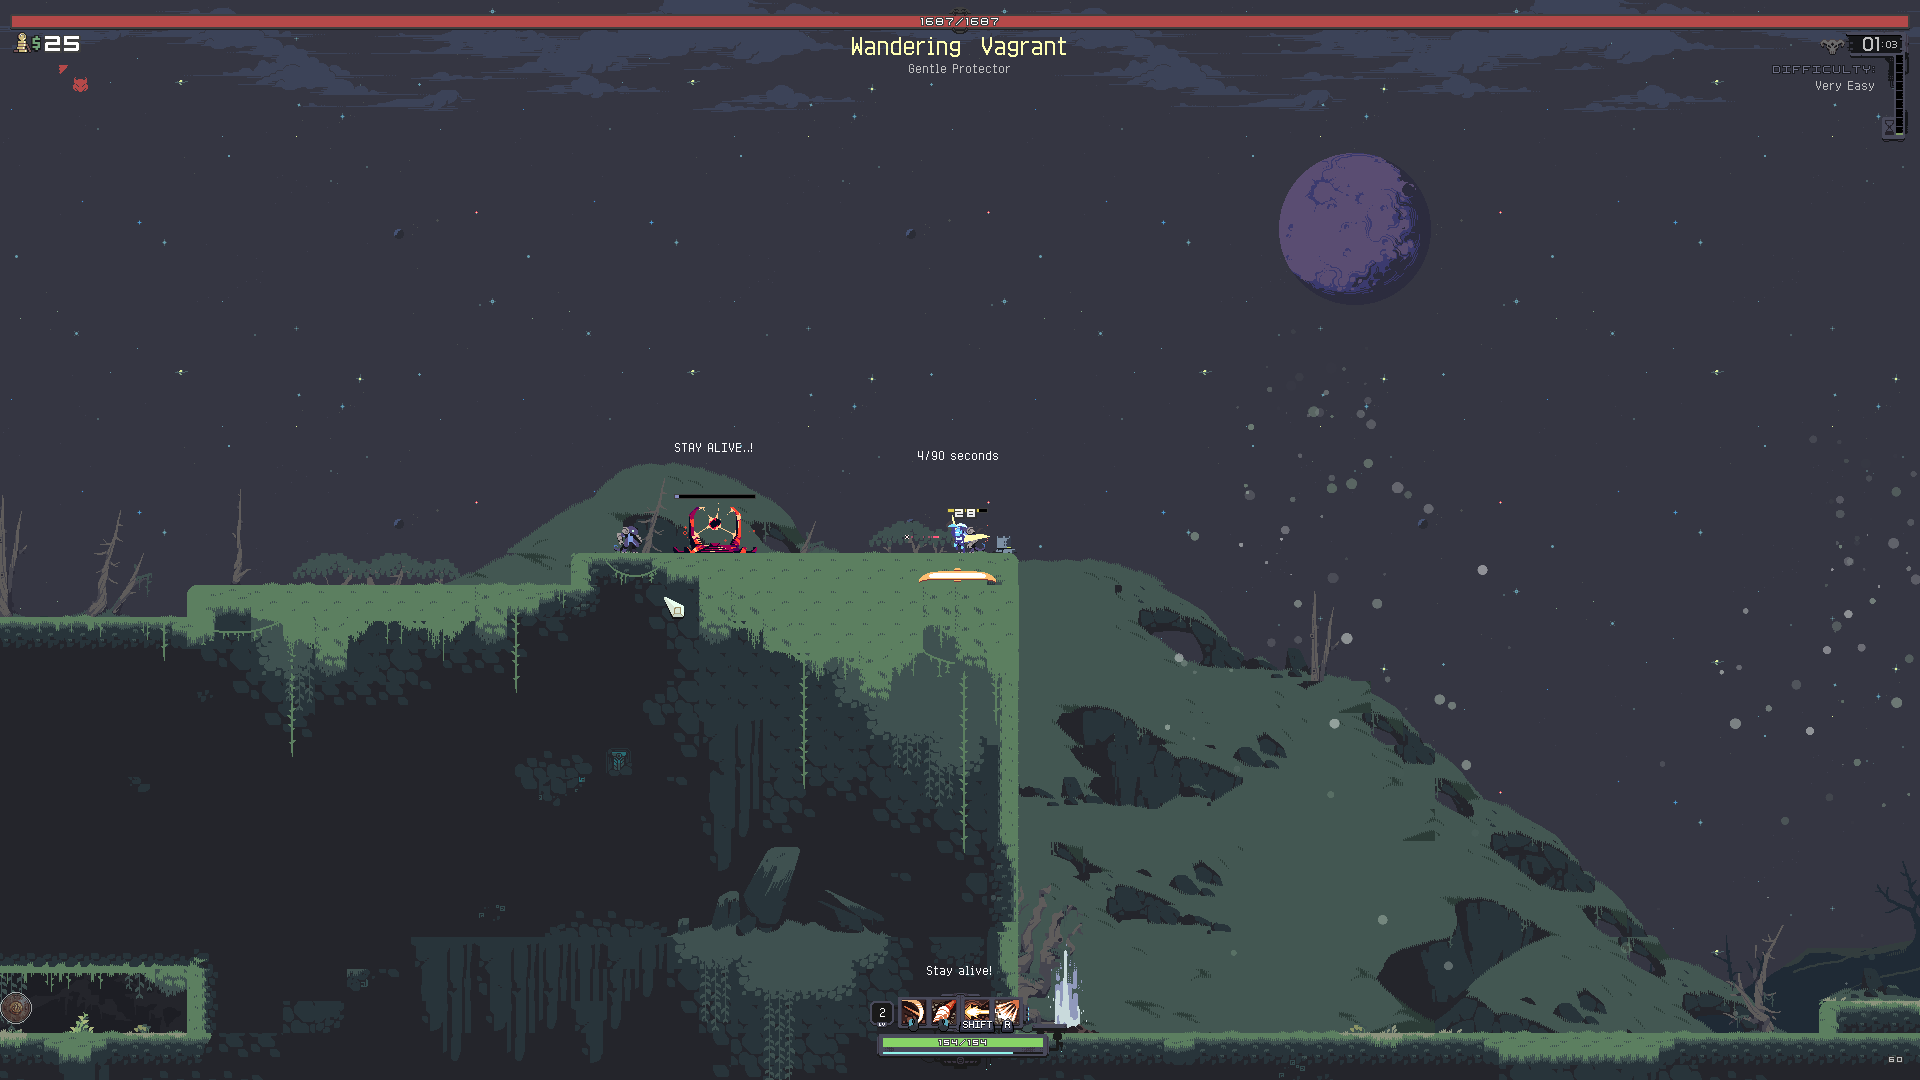 1687/1687
$25
Wandering Vagrant
Gentle Protector
01:03
DIFFICULTY:
Very Easy
STAY ALIVE..!
4/90 seconds
28
Stay alive!
2
LV
SHIFT
R
154/154
60